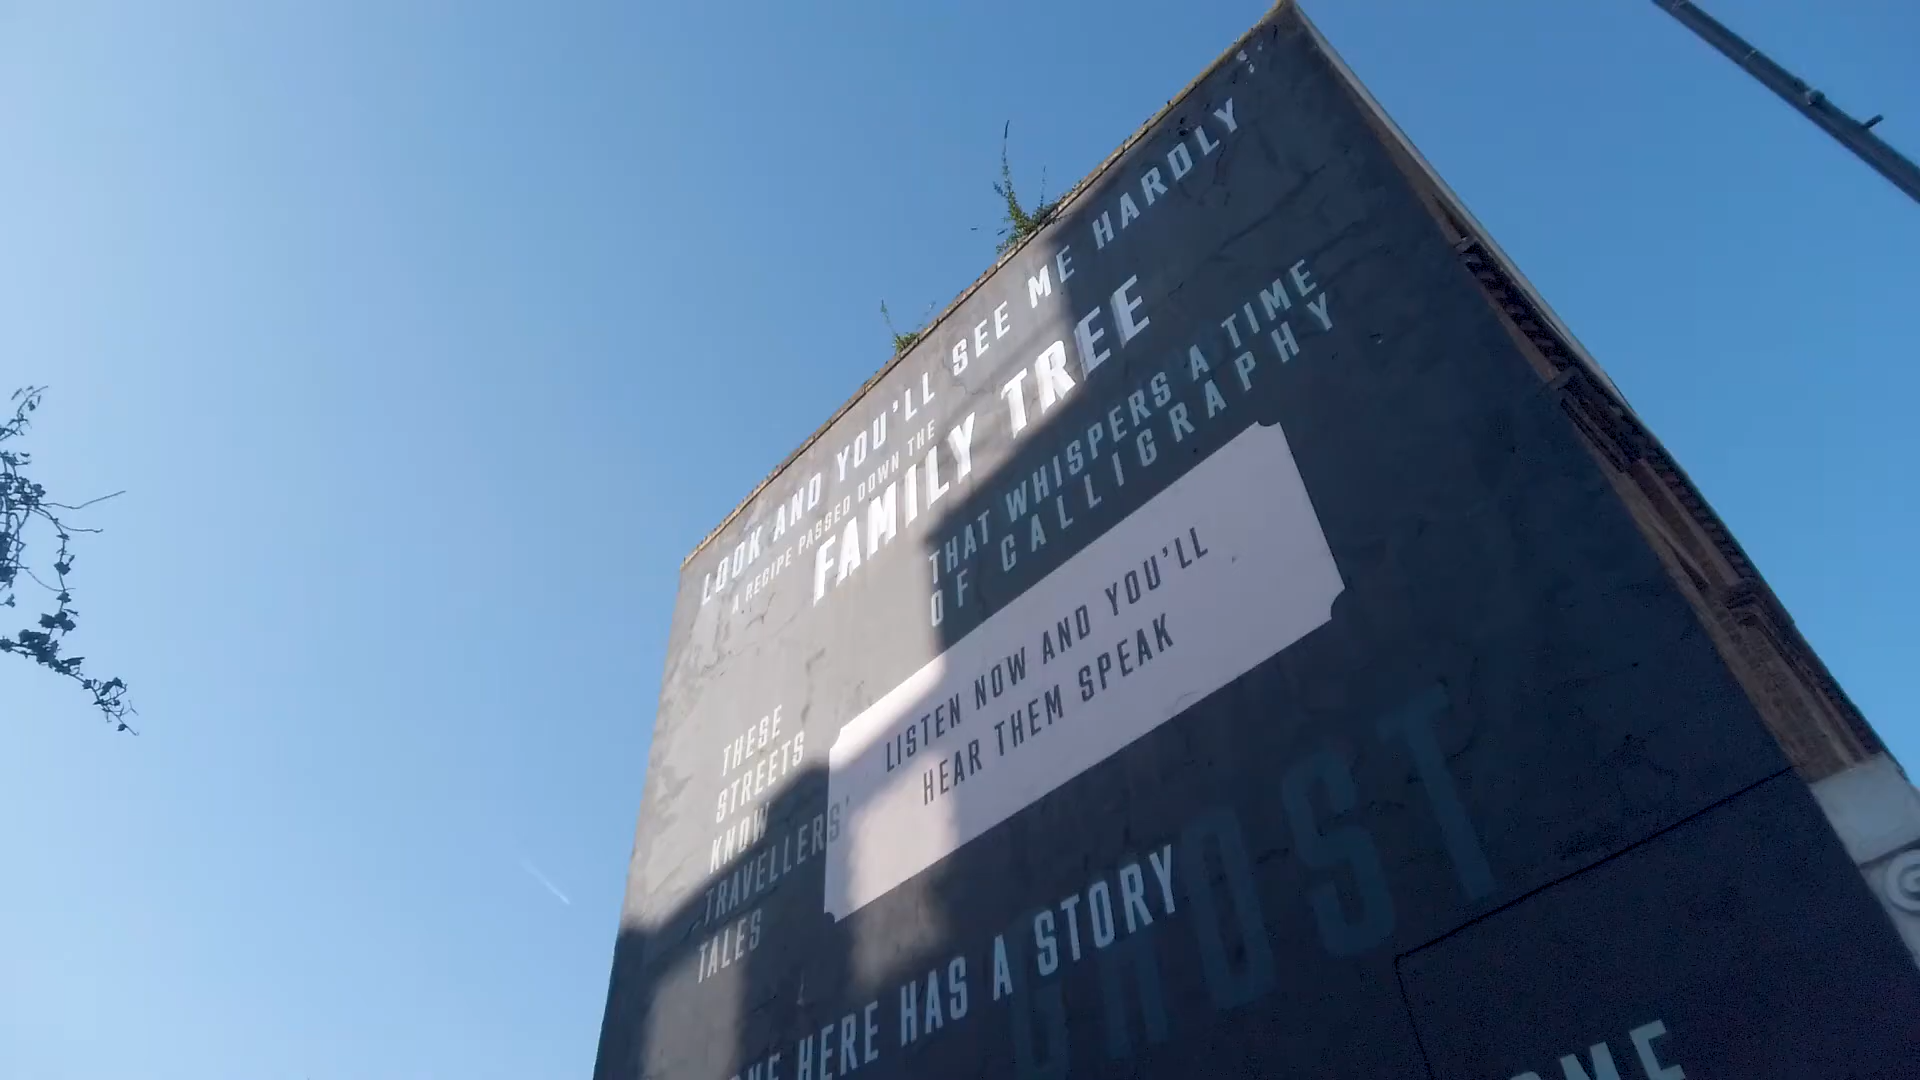 LOOK AND YOU'LL SEE ME HARDLY
A RECIPE PASSED DOWN THE
FAMILY TREE
THAT WHISPERS A TIME
OF CALLIGRAPHY
LISTEN NOW AND YOU'LL
HEAR THEM SPEAK
THESE
STREETS
KNOW
TRAVELLERS'
TALES
GHOST
HERE HAS A STORY